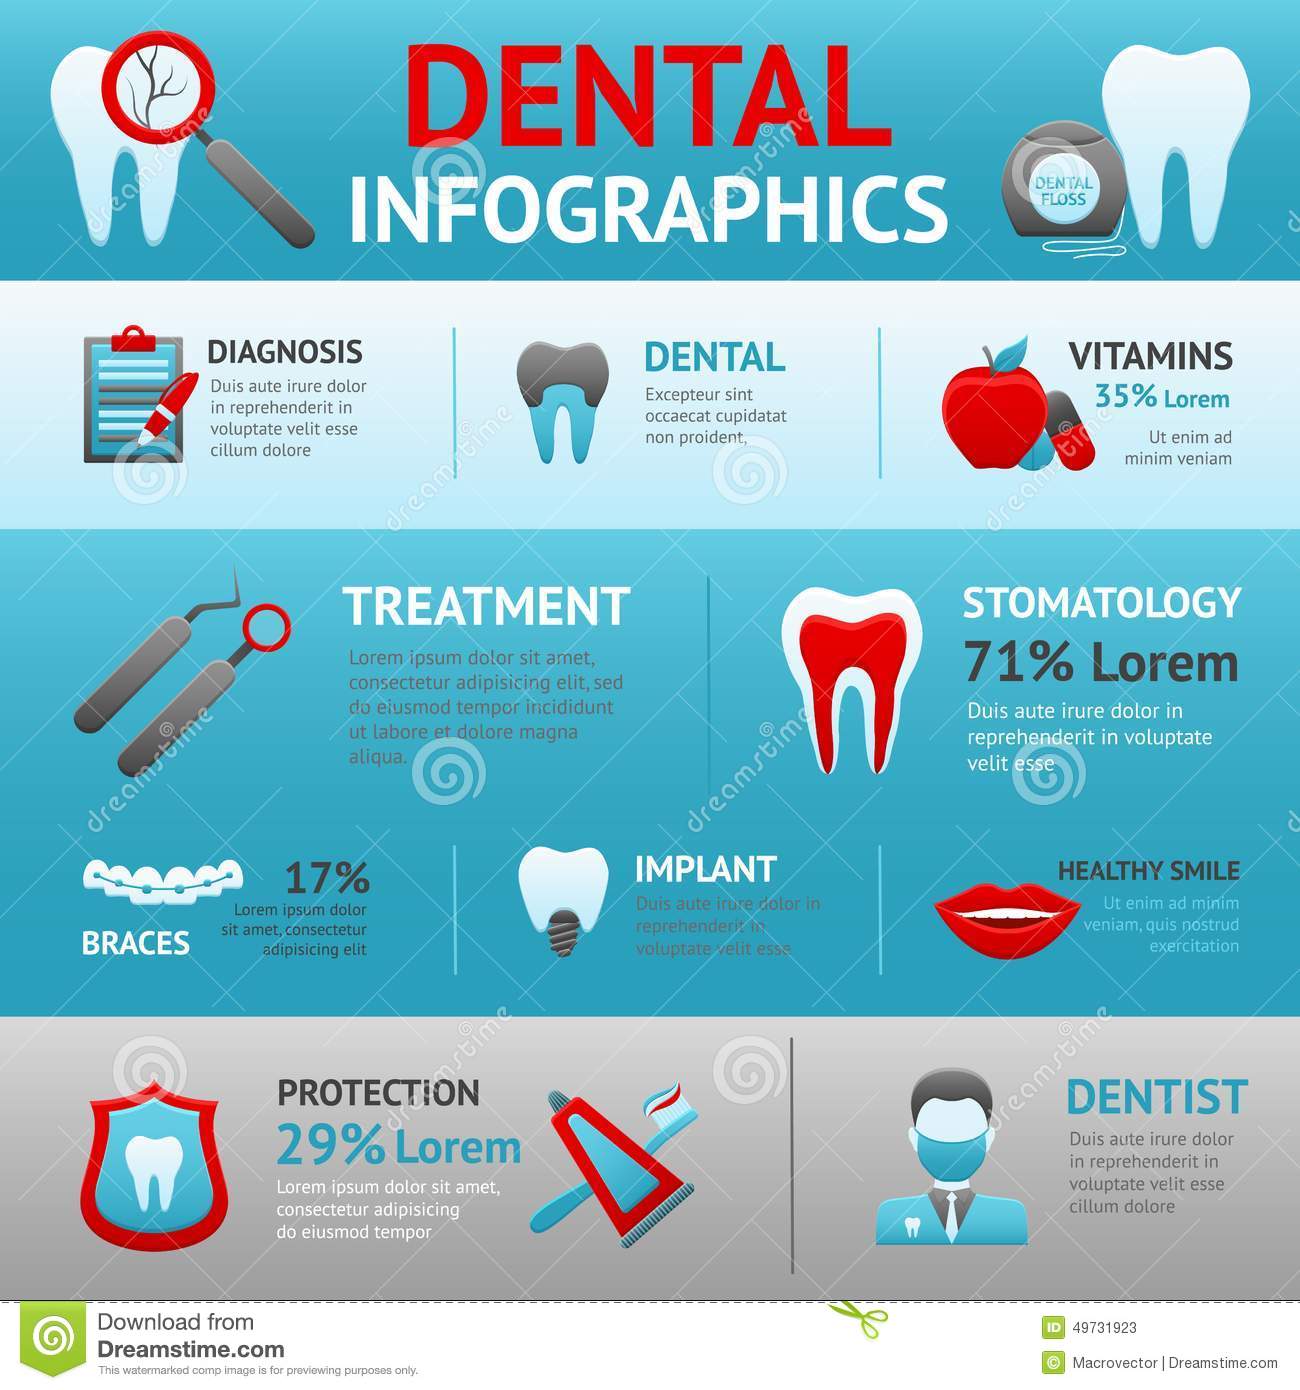 DENTAL
INFOGRAPHICS
DENTAL
FLOSS
DIAGNOSIS
Duis aute irure dolor
in reprehenderit in
voluptate velit esse
cillum dolore
DENTAL
Excepteur sint
occaecat cupidatat
non proident,
VITAMINS
35% Lorem
Ut enim ad
minim veniam
TREATMENT
Lorem ipsum dolor sit amet,
consectetur adipisicing elit, sed
do eiusmod tempor incididunt
ut labore et dolore magna
aliqua.
STOMATOLOGY
71% Lorem
Duis aute irure dolor in
reprehenderit in voluptate
velit esse
BRACES
17%
Lorem ipsum dolor
sit amet, consectetur
adipisicing elit
IMPLANT
Duis aute irure dolor in
reprehenderit in
voluptate velit esse
HEALTHY SMILE
Ut enim ad minim
veniam, quis nostrud
exercitation
PROTECTION
29% Lorem
Lorem ipsum dolor sit amet,
consectetur adipisicing
do eiusmod tempor
DENTIST
Duis aute irure dolor
in reprehenderit in
voluptate velit esse
cillum dolore
Download from
Dreamstime.com
This watermarked comp image is for previewing purposes only.
ID 49731923
© Macrovector | Dreamstime.com